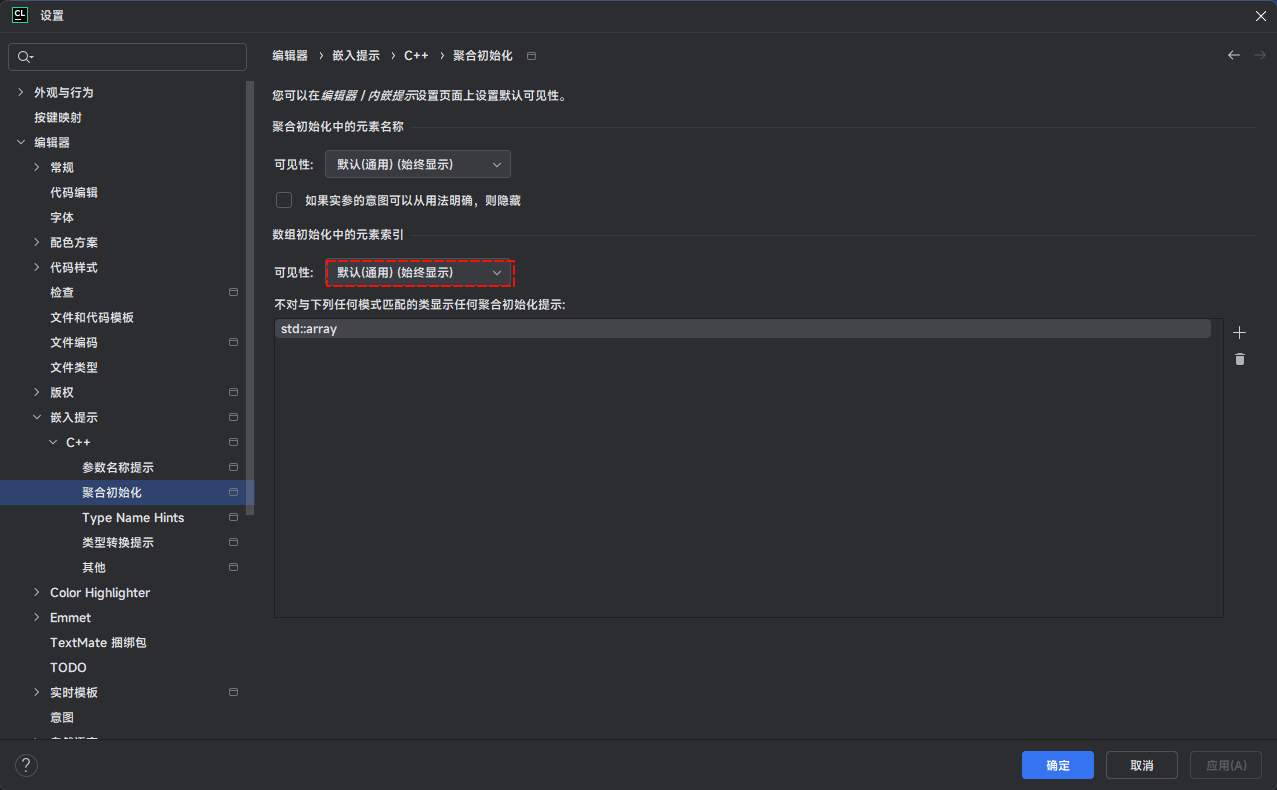 CL 设置
编辑器 › 嵌入提示 › C++ › 聚合初始化
外观与行为
按键映射
编辑器
常规
代码编辑
字体
配色方案
代码样式
检查
文件和代码模板
文件编码
文件类型
版权
嵌入提示
C++
参数名称提示
聚合初始化
Type Name Hints
类型转换提示
其他
Color Highlighter
Emmet
TextMate 捆绑包
TODO
实时模板
意图
您可以在编辑器 / 内嵌提示设置页面上设置默认可见性。
聚合初始化中的元素名称
可见性: 默认(通用) (始终显示)
如果实参的意图可以从用法明确，则隐藏
数组初始化中的元素索引
可见性: 默认(通用) (始终显示)
不对与下列任何模式匹配的类显示任何聚合初始化提示:
std::array
?
确定 取消 应用(A)